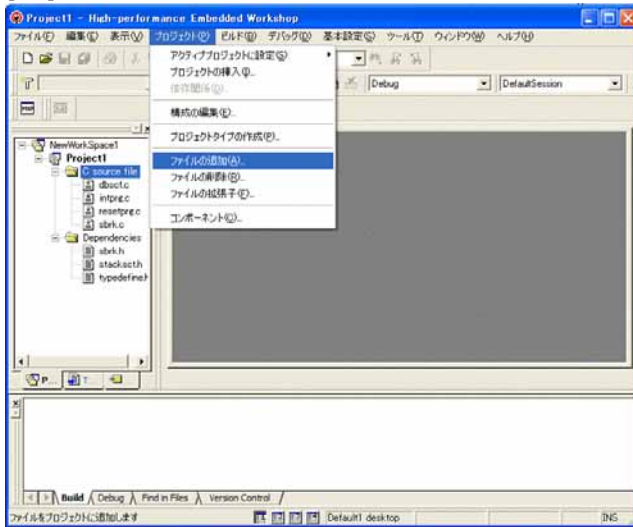 Project1 - High-performance Embedded Workshop
ファイル(F) 編集(E) 表示(V) プロジェクト(P) ビルド(B) デバッグ(D) 基本設定(S) ツール(T) ウィンドウ(W) ヘルプ(H)
アクティブプロジェクトに設定(S)
プロジェクトの挿入(I)...
依存関係(D)...
構成の編集(E)...
プロジェクトタイプの作成(P)...
ファイルの追加(A)...
ファイルの削除(R)...
ファイルの拡張子(F)...
コンポーネント(C)...
Debug
DefaultSession
NewWorkSpace1
Project1
C source file
dbsct.c
intprg.c
resetprg.c
sbrk.c
Dependencies
sbrk.h
stacksct.h
typedefine.h
P...
T
Build Debug Find in Files Version Control
ファイルをプロジェクトに追加します Default1 desktop INS